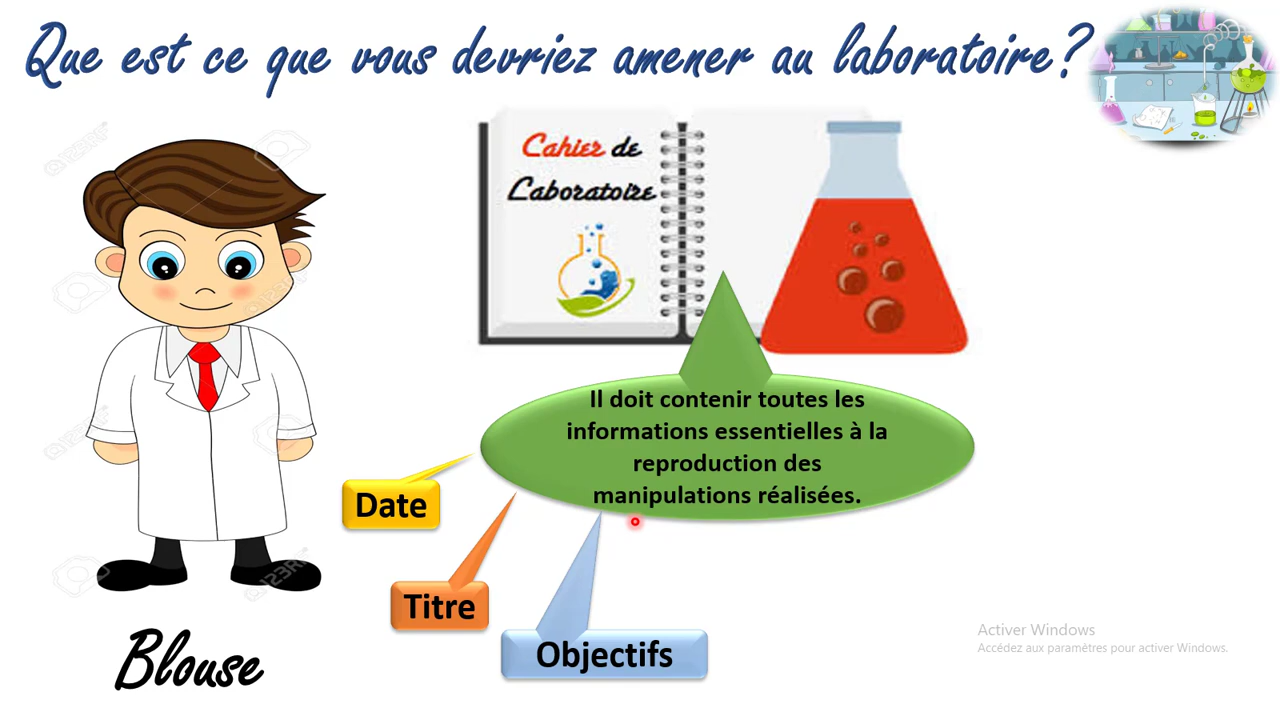 Que est ce que vous devriez amener au laboratoire?
Cahier de
Laboratoire
Il doit contenir toutes les
informations essentielles à la
reproduction des
manipulations réalisées.
Date
Titre
Objectifs
Blouse
Activer Windows
Accédez aux paramètres pour activer Windows.